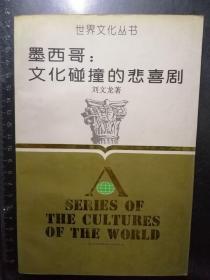 世界文化丛书
墨西哥：
文化碰撞的悲喜剧
刘文龙著
A
SERIES OF
THE CULTURES
OF THE WORLD